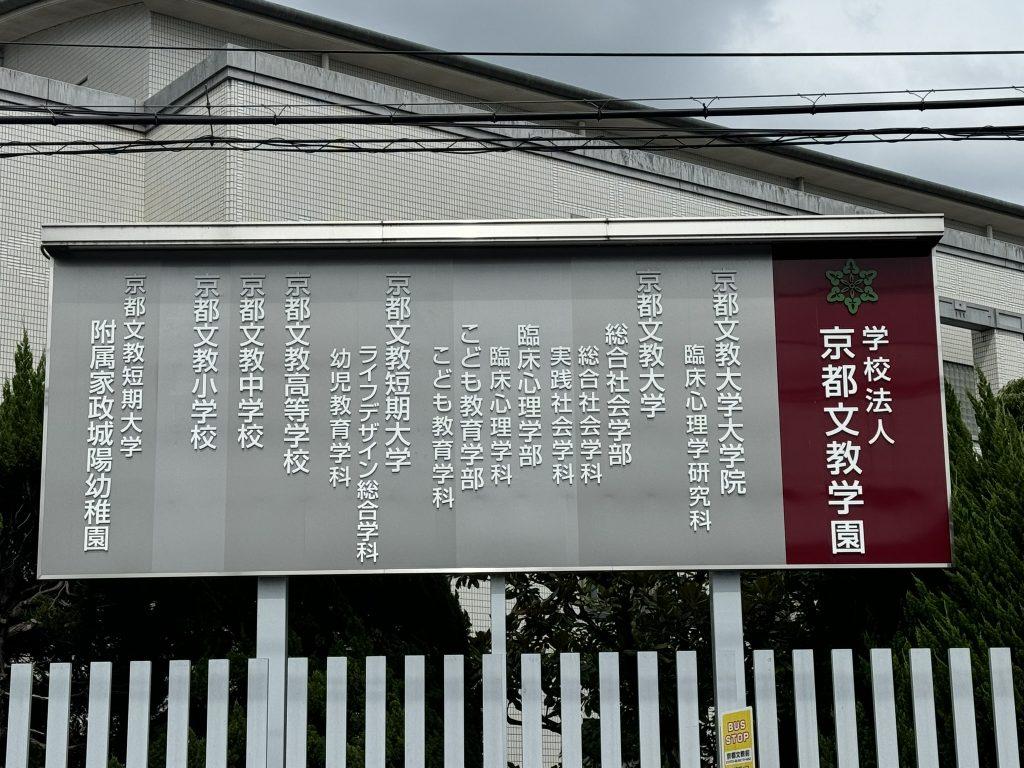 学校法人
京都文教学園
京都文教大学大学院
臨床心理学研究科
京都文教大学
総合社会学部
総合社会学科
実践社会学科
臨床心理学部
臨床心理学科
こども教育学部
こども教育学科
京都文教短期大学
ライフデザイン総合学科
幼児教育学科
京都文教高等学校
京都文教中学校
京都文教小学校
京都文教短期大学
附属家政城陽幼稚園
BUS
STOP
京都文教前